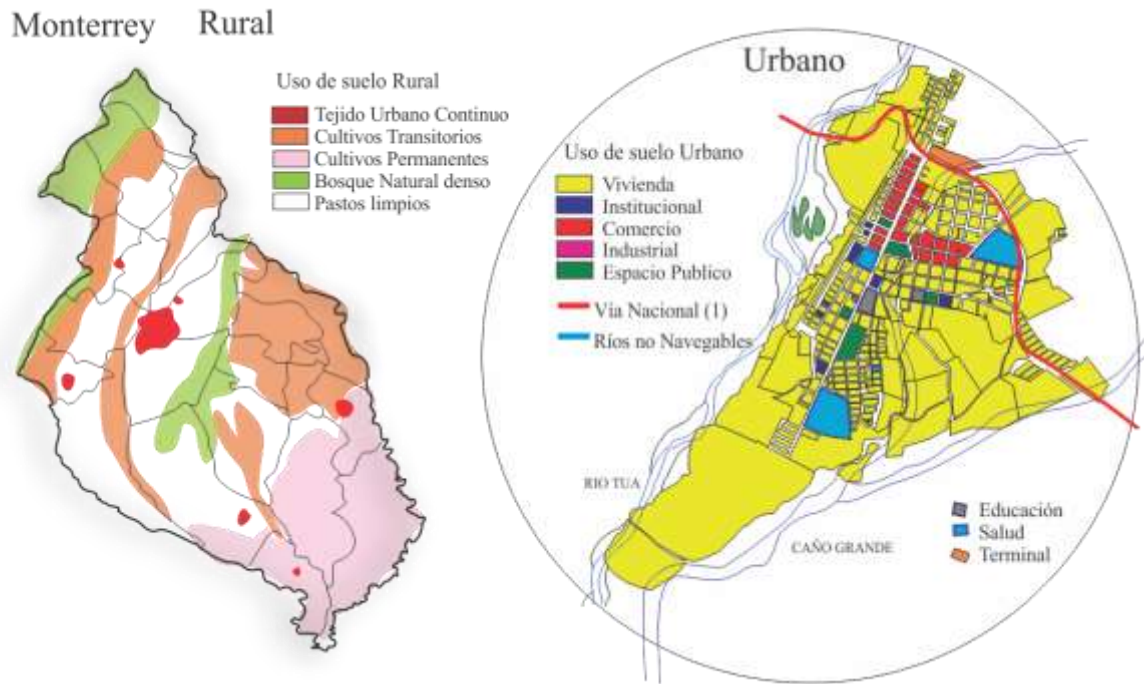 Monterrey Rural
Uso de suelo Rural
Tejido Urbano Continuo
Cultivos Transitorios
Cultivos Permanentes
Bosque Natural denso
Pastos limpios
Urbano
Uso de suelo Urbano
Vivienda
Institucional
Comercio
Industrial
Espacio Publico
Via Nacional (1)
Ríos no Navegables
RIO TUA
CAÑO GRANDE
Educación
Salud
Terminal